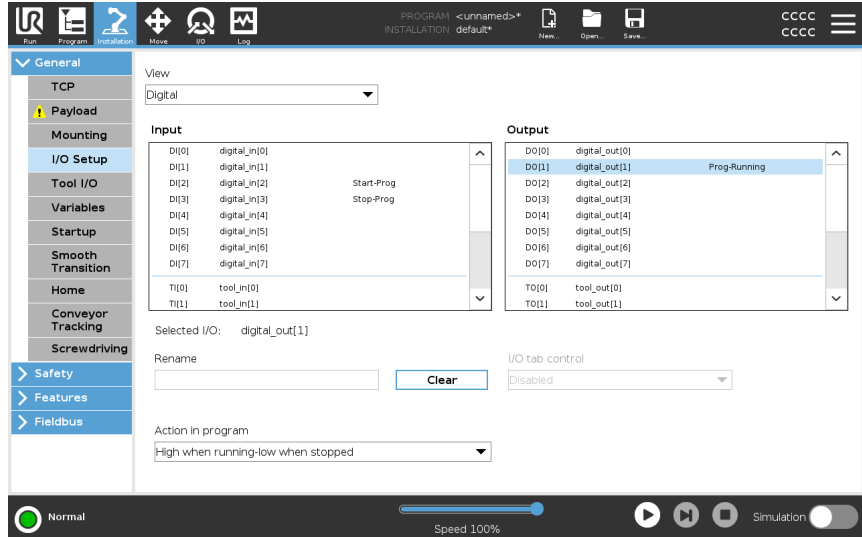 PROGRAM <unnamed>*
INSTALLATION default*
UR
Run
Program
Installation
Move
I/O
Log
New...
Open...
Save...
CCCC
CCCC
General
TCP
Payload
Mounting
I/O Setup
Tool I/O
Variables
Startup
Smooth
Transition
Home
Conveyor
Tracking
Screwdriving
Safety
Features
Fieldbus
View
Digital
Input
DI[0] digital_in[0]
DI[1] digital_in[1]
DI[2] digital_in[2] Start-Prog
DI[3] digital_in[3] Stop-Prog
DI[4] digital_in[4]
DI[5] digital_in[5]
DI[6] digital_in[6]
DI[7] digital_in[7]
TI[0] tool_in[0]
TI[1] tool_in[1]
Output
DO[0] digital_out[0]
DO[1] digital_out[1] Prog-Running
DO[2] digital_out[2]
DO[3] digital_out[3]
DO[4] digital_out[4]
DO[5] digital_out[5]
DO[6] digital_out[6]
DO[7] digital_out[7]
TO[0] tool_out[0]
TO[1] tool_out[1]
Selected I/O: digital_out[1]
Rename
Clear
I/O tab control
Disabled
Action in program
High when running-low when stopped
Normal
Speed 100%
Simulation